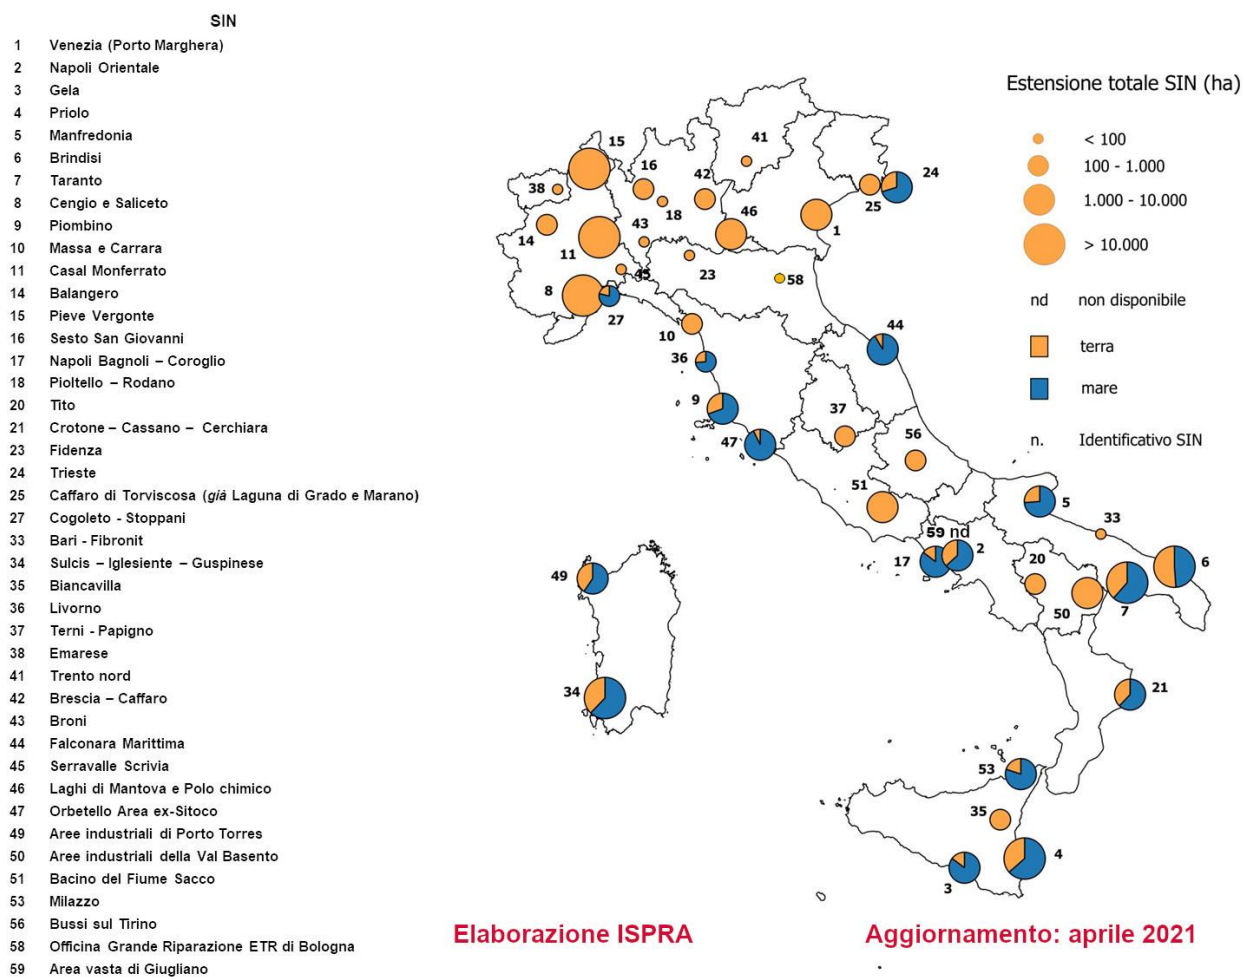 SIN
1 Venezia (Porto Marghera)
2 Napoli Orientale
3 Gela
4 Priolo
5 Manfredonia
6 Brindisi
7 Taranto
8 Cengio e Saliceto
9 Piombino
10 Massa e Carrara
11 Casal Monferrato
14 Balangero
15 Pieve Vergonte
16 Sesto San Giovanni
17 Napoli Bagnoli – Coroglio
18 Pioltello – Rodano
20 Tito
21 Crotone – Cassano – Cerchiara
23 Fidenza
24 Trieste
25 Caffaro di Torviscosa (già Laguna di Grado e Marano)
27 Cogoleto - Stoppani
33 Bari - Fibronit
34 Sulcis – Iglesiente – Guspinese
35 Biancavilla
36 Livorno
37 Terni - Papigno
38 Emarese
41 Trento nord
42 Brescia – Caffaro
43 Broni
44 Falconara Marittima
45 Serravalle Scrivia
46 Laghi di Mantova e Polo chimico
47 Orbetello Area ex-Sitoco
49 Aree industriali di Porto Torres
50 Aree industriali della Val Basento
51 Bacino del Fiume Sacco
53 Milazzo
56 Bussi sul Tirino
58 Officina Grande Riparazione ETR di Bologna
59 Area vasta di Giugliano
Estensione totale SIN (ha)
< 100
100 - 1.000
1.000 - 10.000
> 10.000
nd non disponibile
terra
mare
n. Identificativo SIN
15
41
16
42
24
38
18
46
25
14
43
11
1
45
23
58
8
27
10
44
36
9
37
47
56
51
5
33
59 nd
17
2
20
6
49
50
7
34
21
53
35
4
3
Elaborazione ISPRA
Aggiornamento: aprile 2021